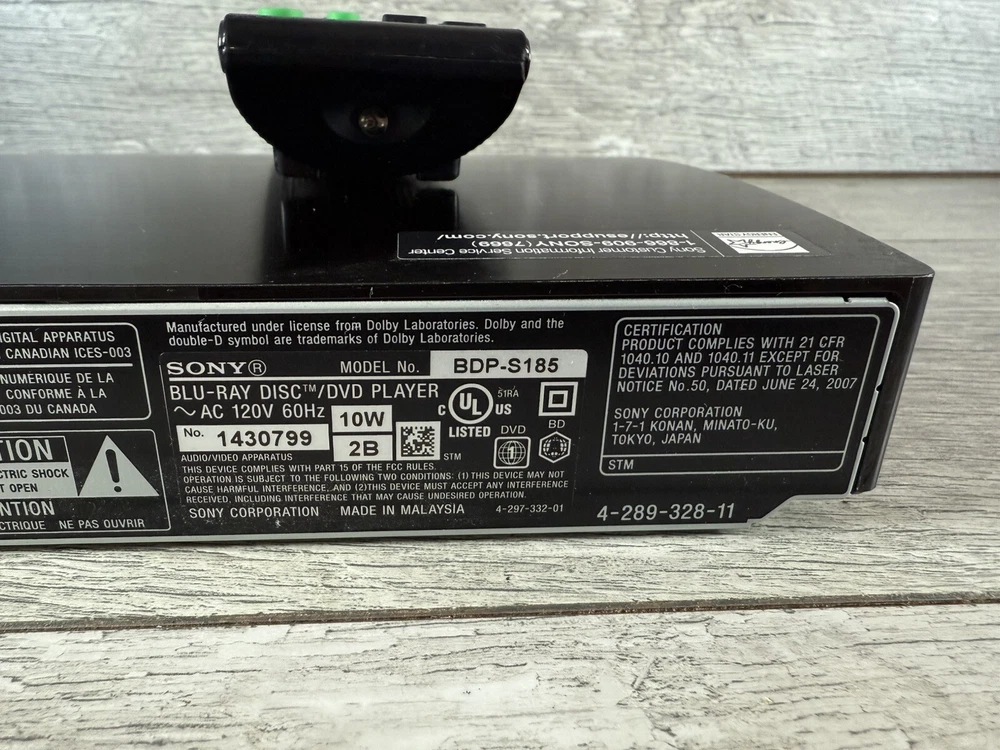 Sony Customer Information Service Center
1-866-909-SONY (7669)
http://esupport.sony.com/
IGITAL APPARATUS
CANADIAN ICES-003
NUMERIQUE DE LA
CONFORME À LA
003 DU CANADA
TION
ECTRIC SHOCK
T OPEN
ENTION
CTRIQUE NE PAS OUVRIR
Manufactured under license from Dolby Laboratories. Dolby and the
double-D symbol are trademarks of Dolby Laboratories.
SONY® MODEL No. BDP-S185
BLU-RAY DISC™/DVD PLAYER
~ AC 120V 60Hz 10W
No. 1430799 2B
STM
C UL US
LISTED
51RA
DVD
1
BD
AUDIO/VIDEO APPARATUS
THIS DEVICE COMPLIES WITH PART 15 OF THE FCC RULES.
OPERATION IS SUBJECT TO THE FOLLOWING TWO CONDITIONS: (1) THIS DEVICE MAY NOT
CAUSE HARMFUL INTERFERENCE, AND (2)THIS DEVICE MUST ACCEPT ANY INTERFERENCE
RECEIVED, INCLUDING INTERFERENCE THAT MAY CAUSE UNDESIRED OPERATION.
SONY CORPORATION MADE IN MALAYSIA 4-297-332-01
CERTIFICATION
PRODUCT COMPLIES WITH 21 CFR
1040.10 AND 1040.11 EXCEPT FOR
DEVIATIONS PURSUANT TO LASER
NOTICE No.50, DATED JUNE 24, 2007
SONY CORPORATION
1-7-1 KONAN, MINATO-KU,
TOKYO, JAPAN
STM
4-289-328-11